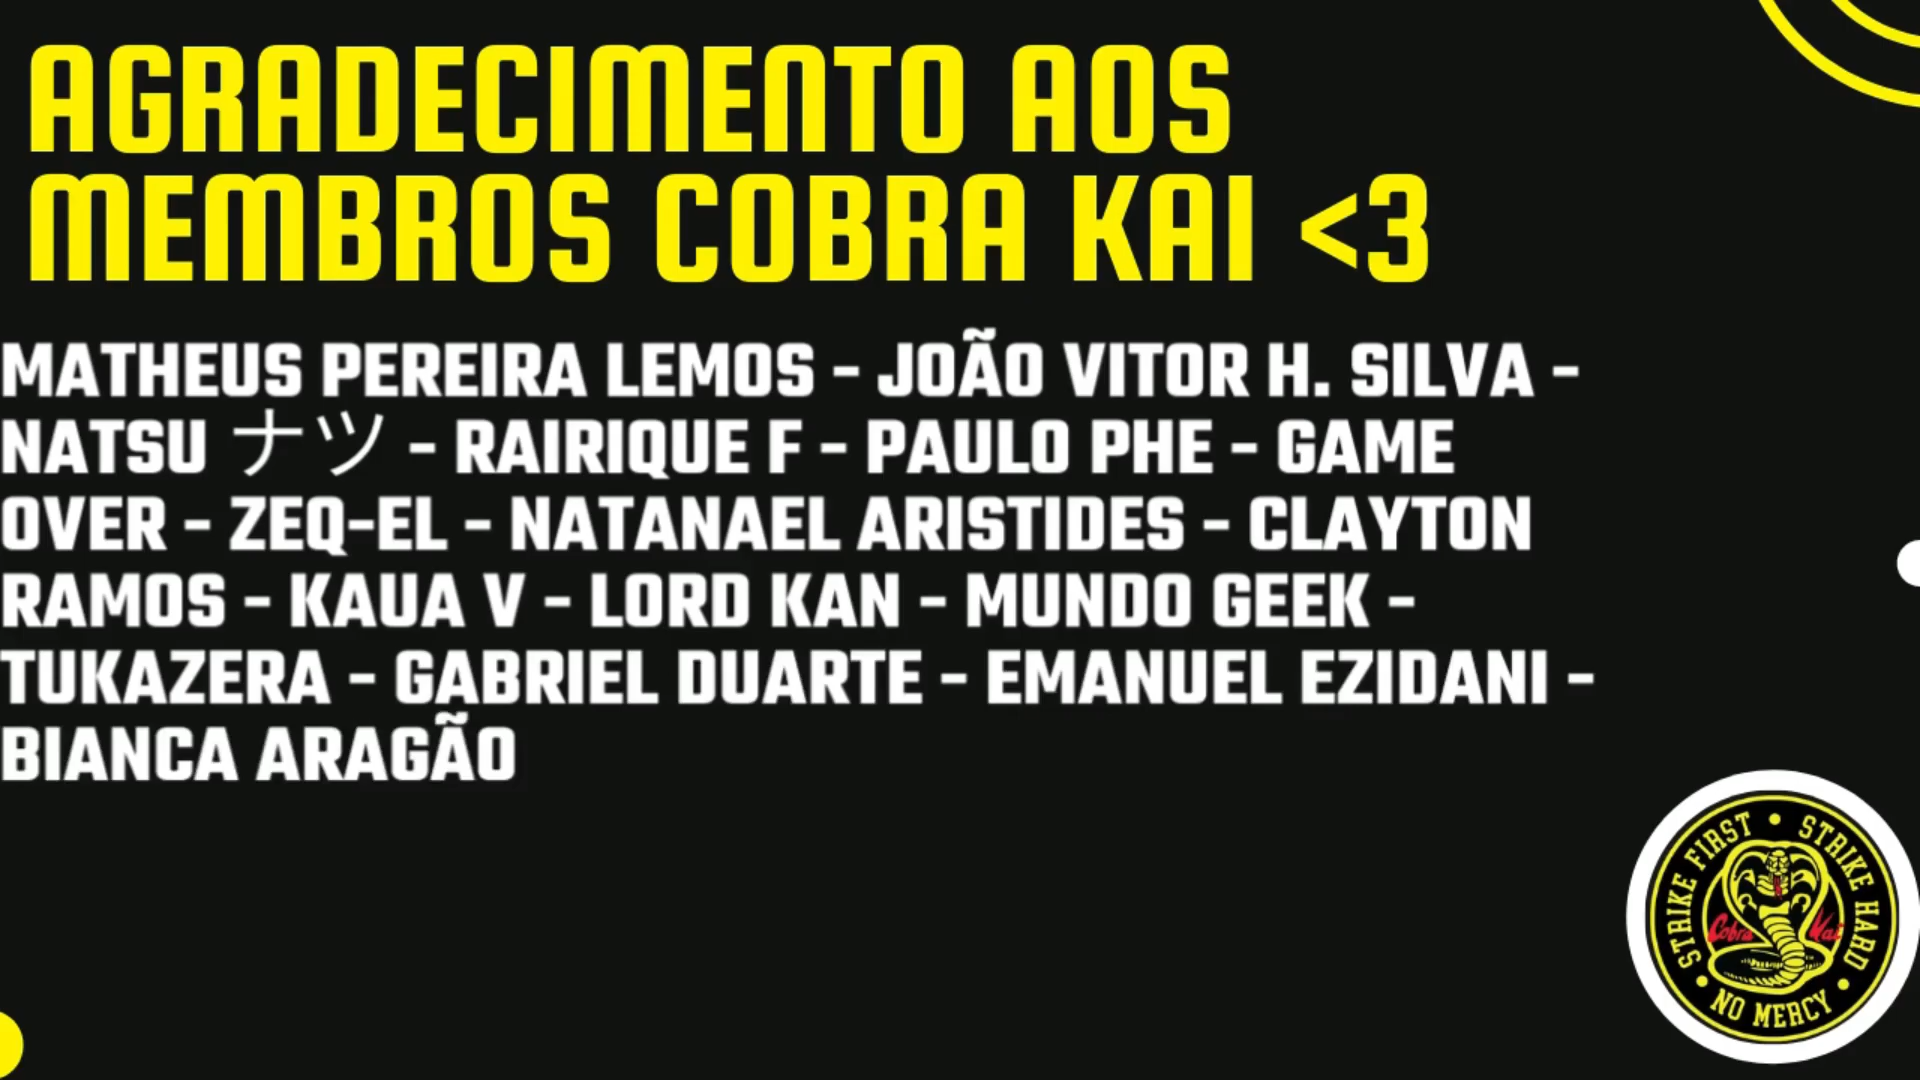 AGRADECIMENTO AOS
MEMBROS COBRA KAI <3
MATHEUS PEREIRA LEMOS - JOÃO VITOR H. SILVA -
NATSU ナツ - RAIRIQUE F - PAULO PHE - GAME
OVER - ZEQ-EL - NATANAEL ARISTIDES - CLAYTON
RAMOS - KAUA V - LORD KAN - MUNDO GEEK -
TUKAZERA - GABRIEL DUARTE - EMANUEL EZIDANI -
BIANCA ARAGÃO
STRIKE FIRST • STRIKE HARD • NO MERCY •
Cobra Kai